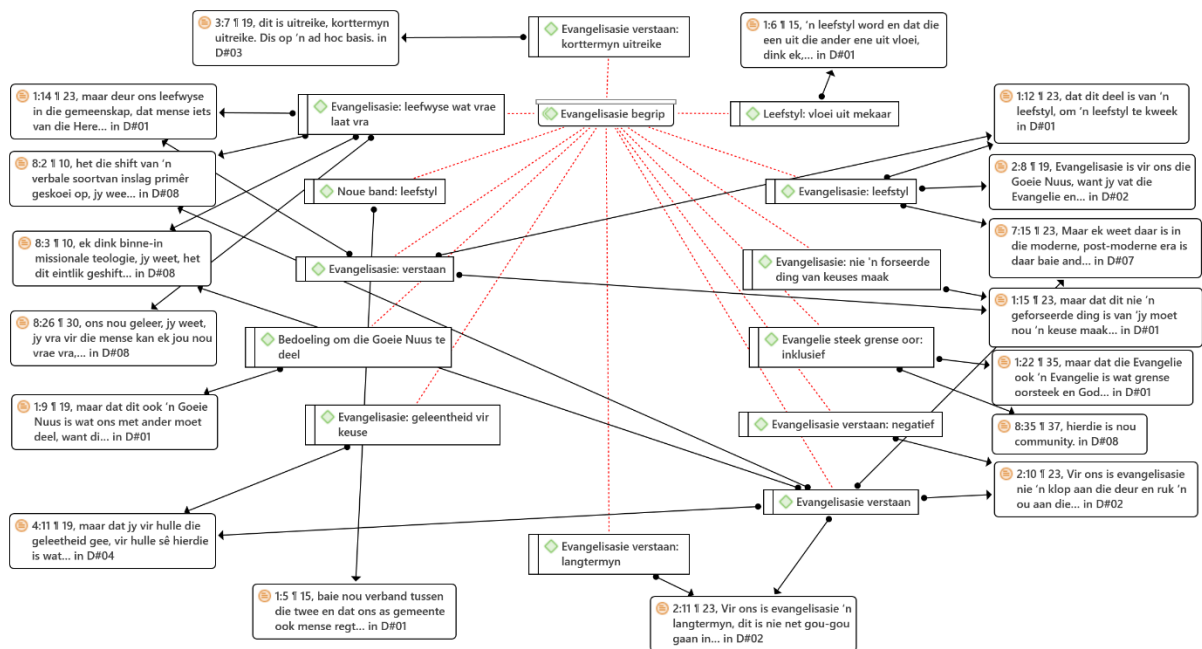 3:7 ¶ 19, dit is uitreike, korttermyn
uitreike. Dis op ‘n ad hoc basis. in
D#03
Evangelisasie verstaan:
korttermyn uitreike
1:6 ¶ 15, ‘n leefstyl word en dat die
een uit die ander ene uit vloei,
dink ek,... in D#01
1:14 ¶ 23, maar deur ons leefwyse
in die gemeenskap, dat mense iets
van die Here... in D#01
Evangelisasie: leefwyse wat vrae
laat vra
Evangelisasie begrip
Leefstyl: vloei uit mekaar
1:12 ¶ 23, dat dit deel is van ‘n
leefstyl, om ‘n leefstyl te kweek
in D#01
8:2 ¶ 10, het die shift van ‘n
verbale soortvan inslag primêr
geskoei op, jy wee... in D#08
Noue band: leefstyl
Evangelisasie: leefstyl
2:8 ¶ 19, Evangelisasie is vir ons die
Goeie Nuus, want jy vat die
Evangelie en... in D#02
8:3 ¶ 10, ek dink binne-in
missionale teologie, jy weet, het
dit eintlik geshift... in D#08
Evangelisasie: verstaan
Evangelisasie: nie ‘n forseerde
ding van keuses maak
7:15 ¶ 23, Maar ek weet daar is in
die moderne, post-moderne era is
daar baie and... in D#07
8:26 ¶ 30, ons nou geleer, jy weet,
jy vra vir die mense kan ek jou nou
vrae vra,... in D#08
1:15 ¶ 23, maar dat dit nie ‘n
geforseerde ding is van ‘jy moet
nou ‘n keuse maak... in D#01
Bedoeling om die Goeie Nuus te
deel
Evangelie steek grense oor:
inklusief
1:22 ¶ 35, maar dat die Evangelie
ook ‘n Evangelie is wat grense
oorsteek en God... in D#01
1:9 ¶ 19, maar dat dit ook ‘n Goeie
Nuus is wat ons met ander moet
deel, want di... in D#01
Evangelisasie: geleentheid vir
keuse
Evangelisasie verstaan: negatief
8:35 ¶ 37, hierdie is nou
community. in D#08
2:10 ¶ 23, Vir ons is evangelisasie
nie ‘n klop aan die deur en ruk ‘n
ou aan die... in D#02
Evangelisasie verstaan
4:11 ¶ 19, maar dat jy vir hulle die
geleetheid gee, vir hulle sê hierdie
is wat... in D#04
Evangelisasie verstaan:
langtermyn
1:5 ¶ 15, baie nou verband tussen
die twee en dat ons as gemeente
ook mense regt... in D#01
2:11 ¶ 23, Vir ons is evangelisasie ‘n
langtermyn, dit is nie net gou-gou
gaan in... in D#02